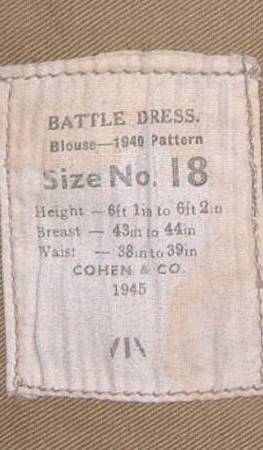 BATTLE DRESS.
Blouse—1940 Pattern
Size No. 18
Height — 6ft 1in to 6ft 2in
Breast — 43in to 44in
Waist — 38in to 39in
COHEN & CO.
1945
/|\